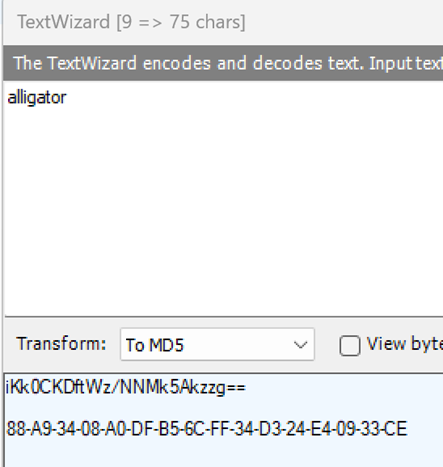 TextWizard [9 => 75 chars]
The TextWizard encodes and decodes text. Input text
alligator
Transform: To MD5 View byte
iKk0CKDftWz/NNMk5Akzzg==
88-A9-34-08-A0-DF-B5-6C-FF-34-D3-24-E4-09-33-CE